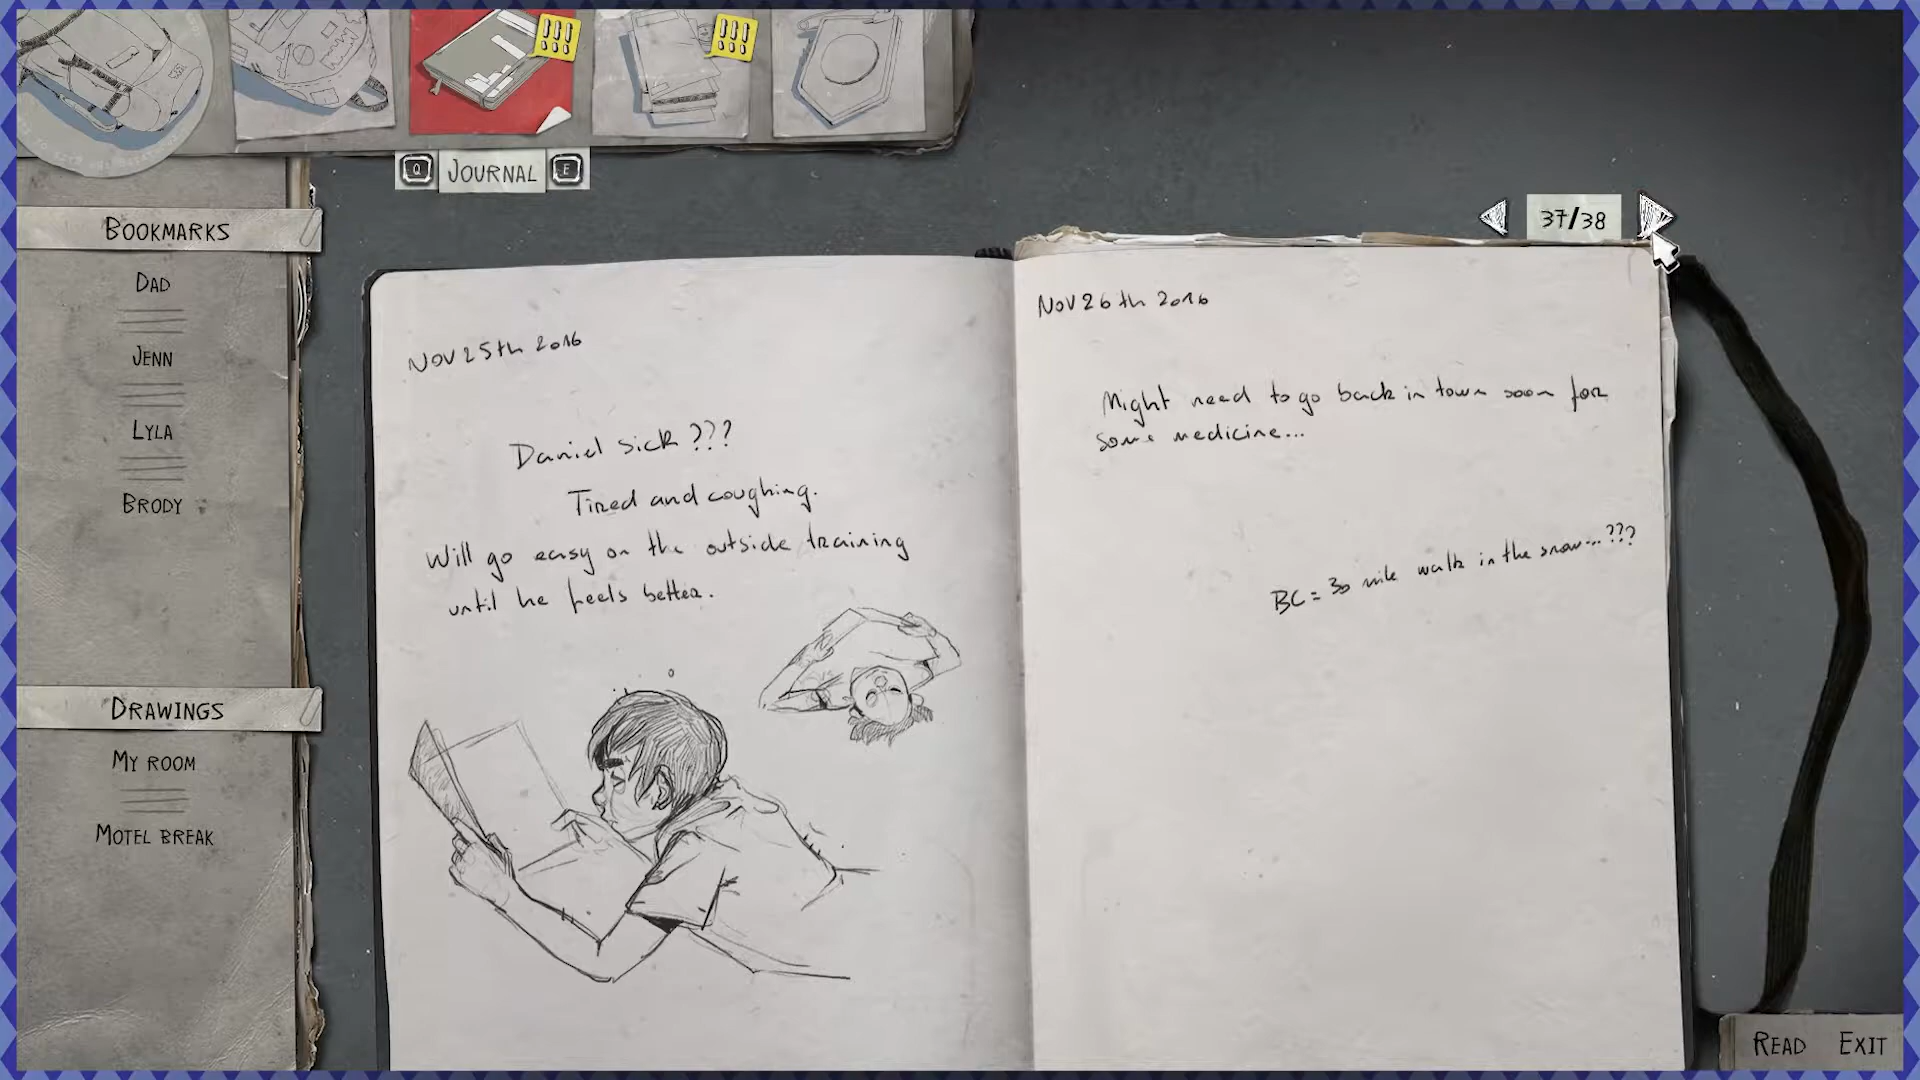 Q JOURNAL E
37/38
BOOKMARKS
DAD
JENN
LYLA
BRODY
DRAWINGS
MY ROOM
MOTEL BREAK
NOV 25th 2016
Daniel sick ???
Tired and coughing.
Will go easy on the outside training
until he feels better.
NOV 26th 2016
Might need to go back in town soon for
some medicine...
BC = 30 mile walk in the snow...???
READ EXIT